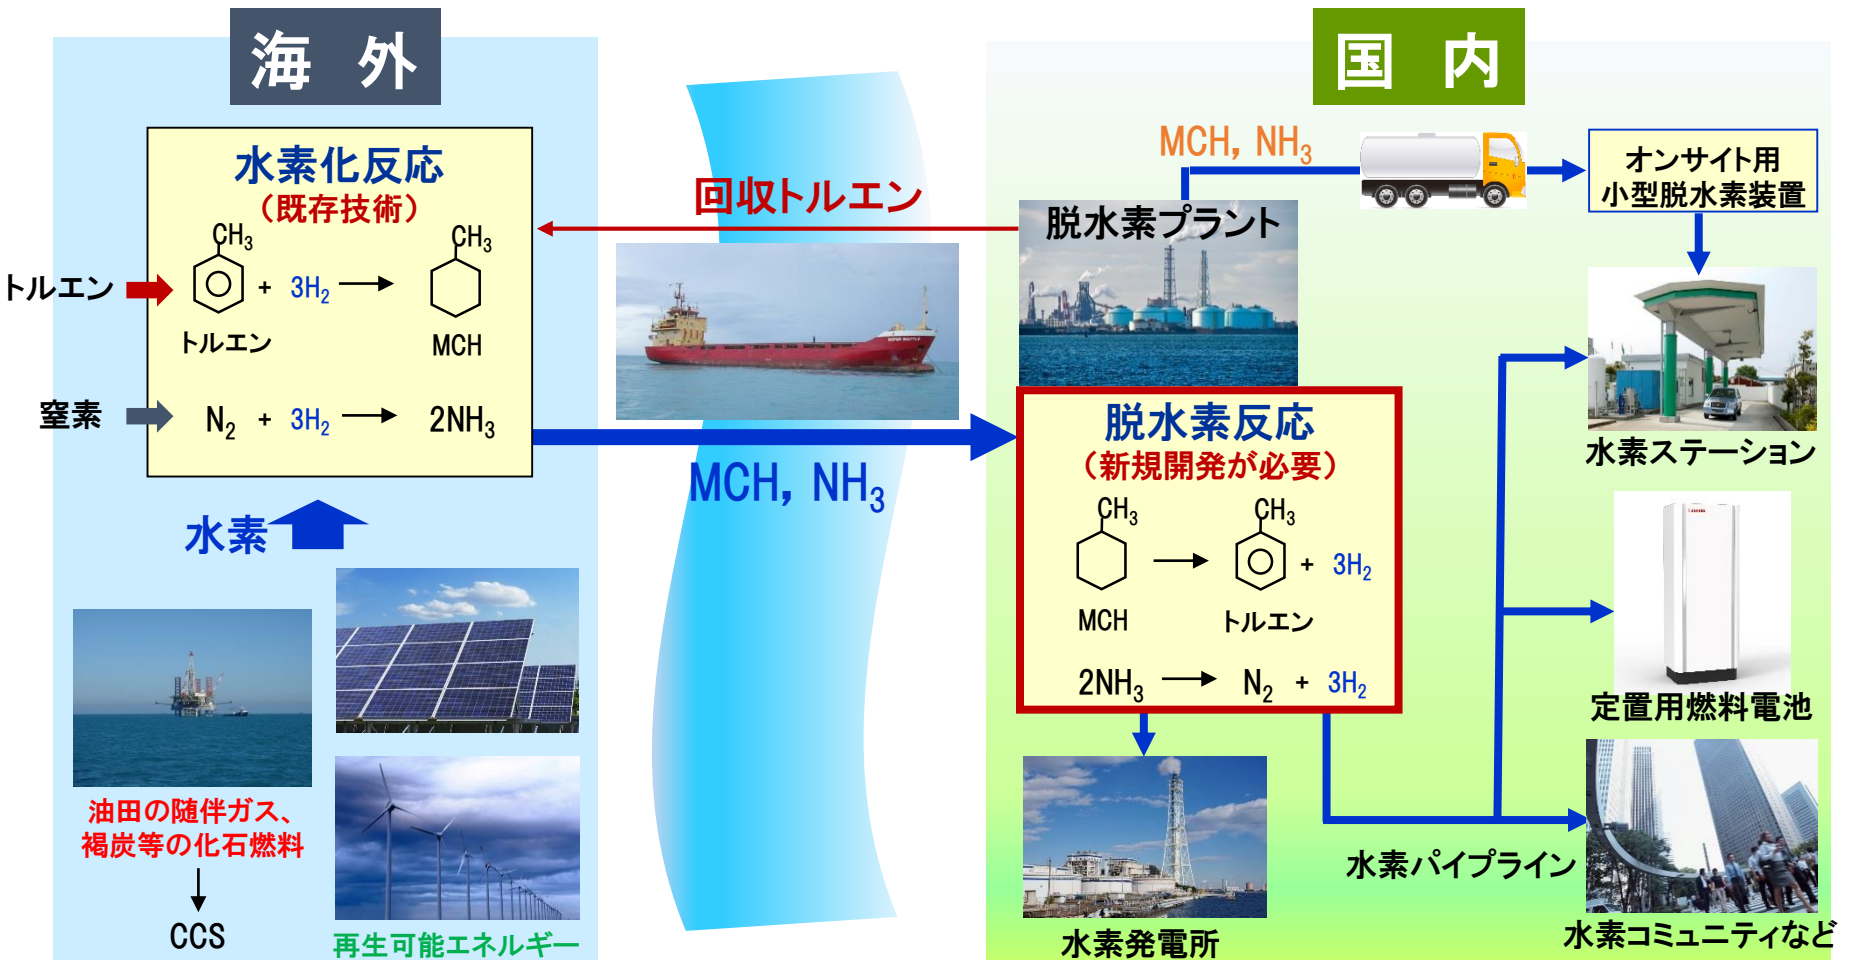 海 外
水素化反応
（既存技術）
CH3
CH3
トルエン
+ 3H2
トルエン
MCH
窒素
N2 + 3H2
2NH3
水素
油田の随伴ガス、
褐炭等の化石燃料
CCS
再生可能エネルギー
回収トルエン
SUPER SHUTTLE
MCH, NH3
国 内
MCH, NH3
オンサイト用
小型脱水素装置
脱水素プラント
脱水素反応
（新規開発が必要）
CH3
CH3
+ 3H2
MCH
トルエン
2NH3
N2 + 3H2
水素発電所
水素パイプライン
水素ステーション
定置用燃料電池
水素コミュニティなど